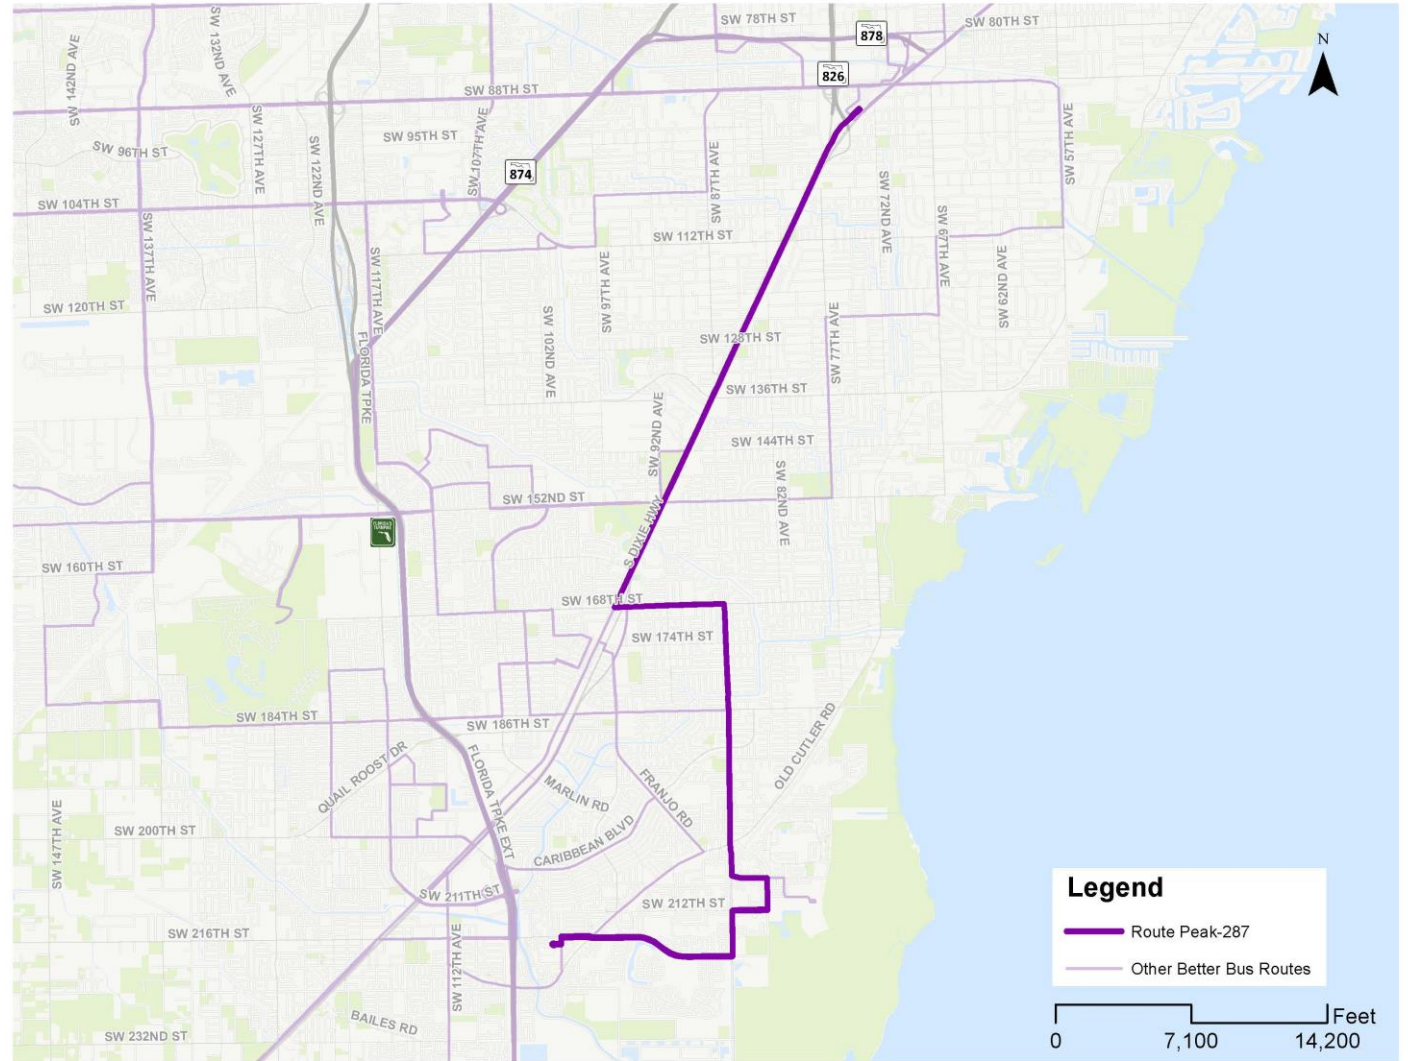 SW 78TH ST
SW 80TH ST
SW 132ND AVE
SW 142ND AVE
878
N
826
SW 88TH ST
SW 127TH AVE
SW 122ND AVE
SW 95TH ST
SW 107TH AVE
SW 57TH AVE
SW 96TH ST
874
SW 87TH AVE
SW 72ND AVE
SW 104TH ST
SW 137TH AVE
SW 67TH AVE
SW 112TH ST
SW 117TH AVE
SW 97TH AVE
SW 62ND AVE
SW 120TH ST
SW 102ND AVE
SW 77TH AVE
FLORIDA TPKE
SW 128TH ST
SW 136TH ST
SW 92ND AVE
SW 144TH ST
SW 82ND AVE
SW 152ND ST
S DIXIE HWY
SW 160TH ST
SW 168TH ST
SW 174TH ST
SW 184TH ST
SW 186TH ST
OLD CUTLER RD
QUAIL ROOST DR
FLORIDA TPKE EXT
MARLIN RD
FRANJO RD
SW 147TH AVE
SW 200TH ST
CARIBBEAN BLVD
SW 211TH ST
SW 212TH ST
SW 216TH ST
SW 112TH AVE
BAILES RD
SW 232ND ST
Legend
Route Peak-287
Other Better Bus Routes
Feet
0 7,100 14,200